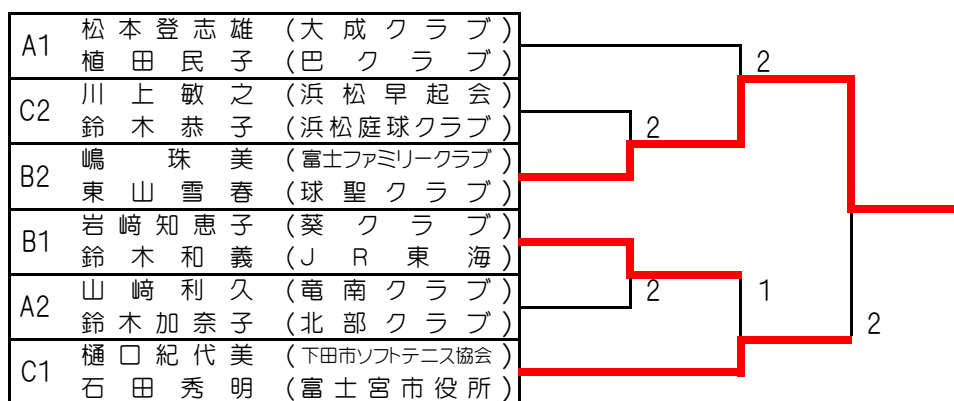 A1 松本登志雄 (大成クラブ)
植田民子 (巴クラブ)
2
C2 川上敏之 (浜松早起会)
鈴木恭子 (浜松庭球クラブ)
2
B2 嶋珠美 (富士ファミリークラブ)
東山雪春 (球聖クラブ)
B1 岩﨑知恵子 (葵クラブ)
鈴木和義 (JR東海)
A2 山﨑利久 (竜南クラブ)
2 1
鈴木加奈子 (北部クラブ)
2
C1 樋口紀代美 (下田市ソフトテニス協会)
石田秀明 (富士宮市役所)